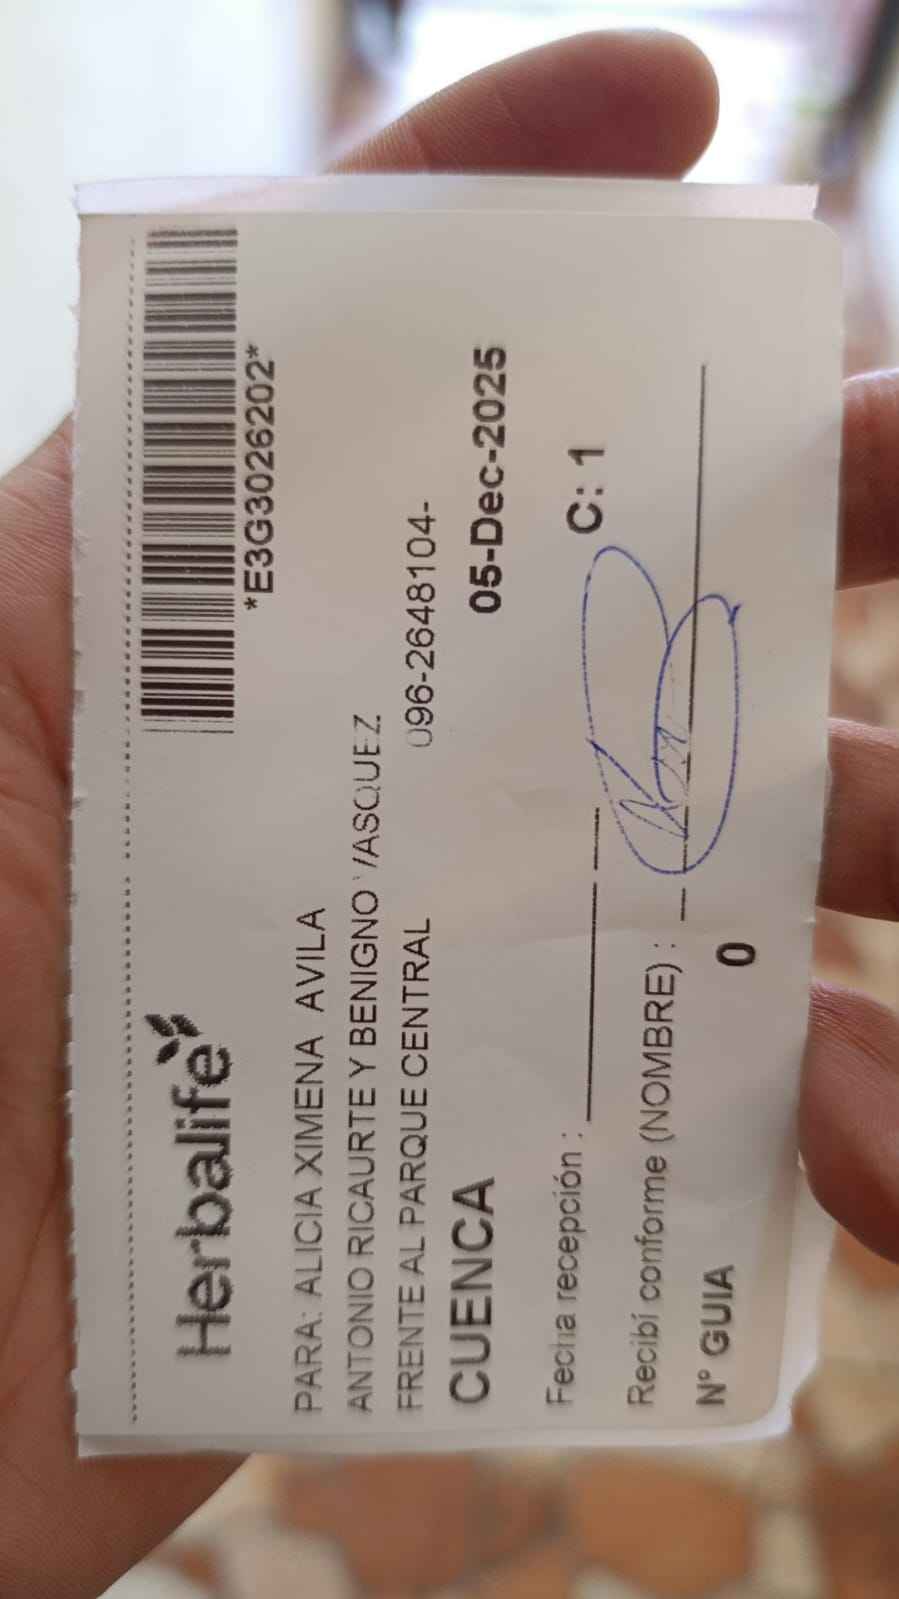 Herbalife
*E3G3026202*
PARA: ALICIA XIMENA AVILA
ANTONIO RICAURTE Y BENIGNO VASQUEZ
FRENTE AL PARQUE CENTRAL 096-2648104-
CUENCA 05-Dec-2025
Fecha recepción : C: 1
Recibí conforme (NOMBRE) :
N° GUIA 0